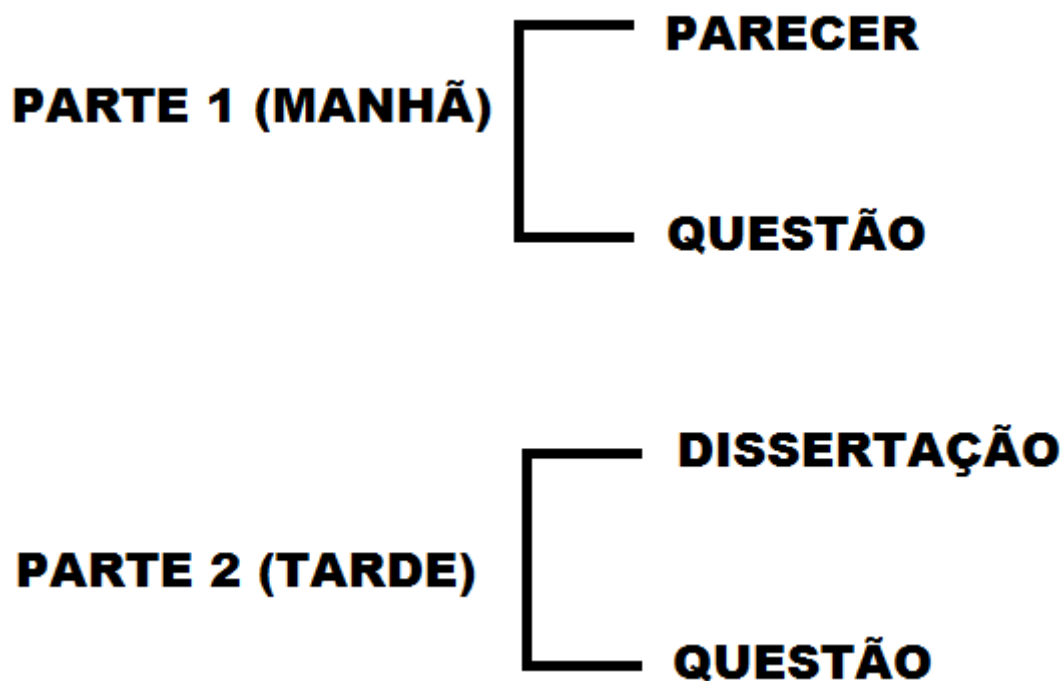 PARECER
PARTE 1 (MANHÃ)
QUESTÃO
DISSERTAÇÃO
PARTE 2 (TARDE)
QUESTÃO